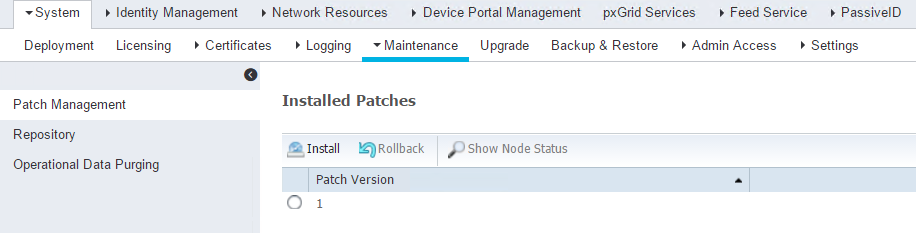 System Identity Management Network Resources Device Portal Management pxGrid Services Feed Service PassiveID
Deployment Licensing Certificates Logging Maintenance Upgrade Backup & Restore Admin Access Settings
Patch Management
Repository
Operational Data Purging
Installed Patches
Install Rollback Show Node Status
Patch Version
1